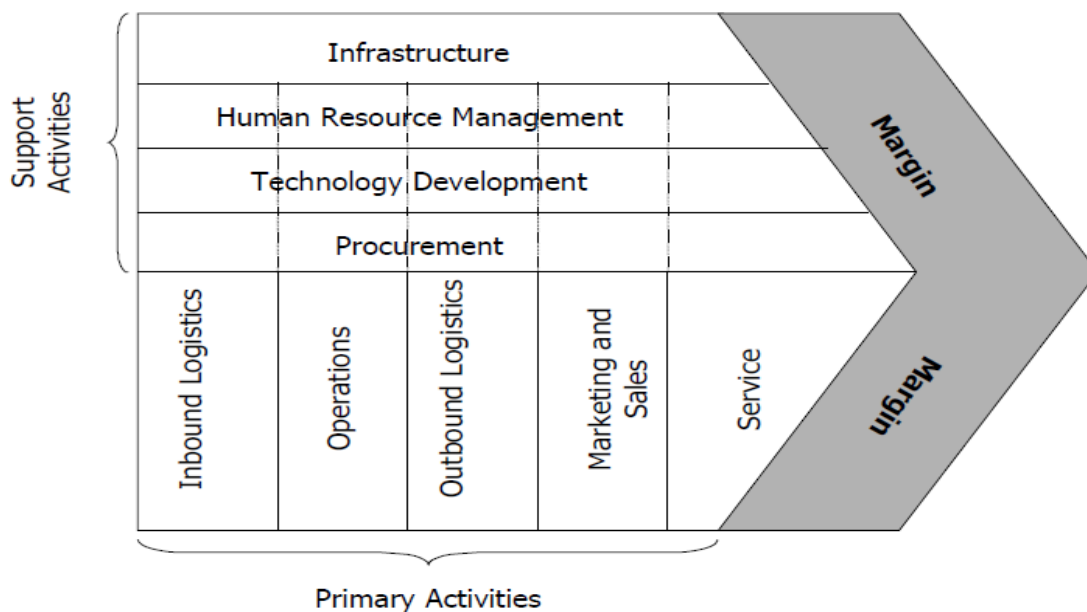 Support
Activities
Infrastructure
Human Resource Management
Technology Development
Procurement
Inbound Logistics
Operations
Outbound Logistics
Marketing and
Sales
Service
Margin
Margin
Primary Activities